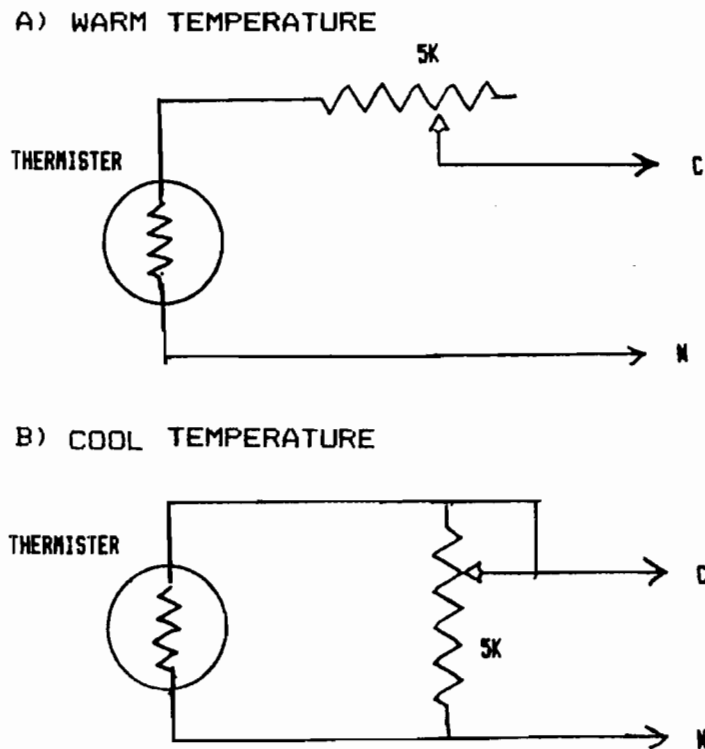 A) WARM TEMPERATURE
5K
THERMISTER
C
N
B) COOL TEMPERATURE
THERMISTER
C
5K
N